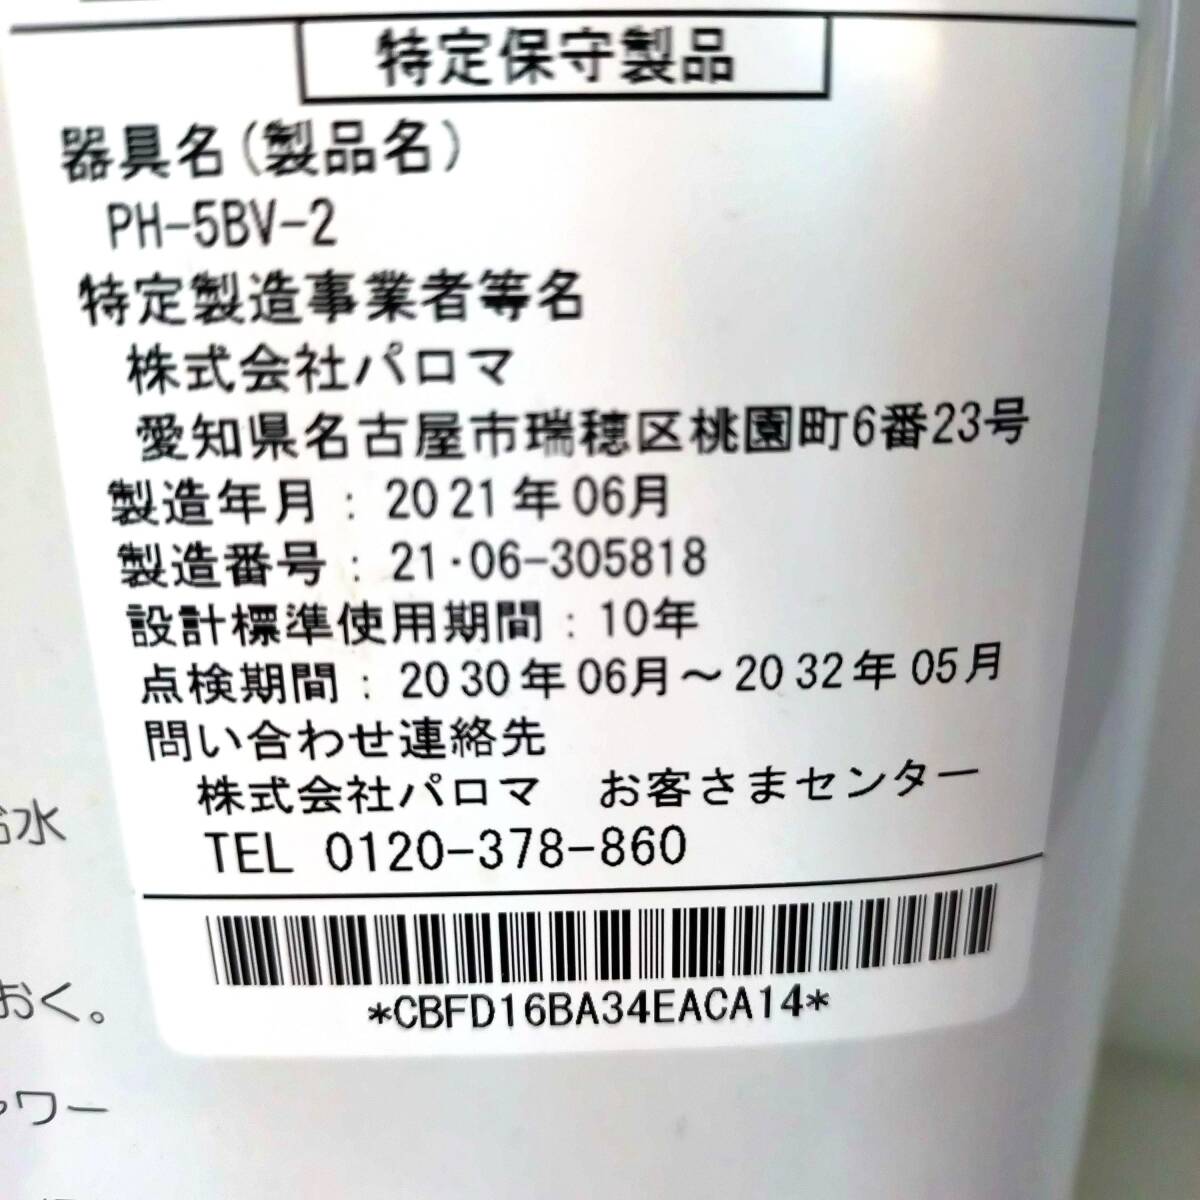 特定保守製品
器具名(製品名)
PH-5BV-2
特定製造事業者等名
株式会社パロマ
愛知県名古屋市瑞穂区桃園町6番23号
製造年月：2021年06月
製造番号：21・06-305818
設計標準使用期間：10年
点検期間：2030年06月～2032年05月
問い合わせ連絡先
株式会社パロマ お客さまセンター
TEL 0120-378-860
*CBFD16BA34EACA14*
水
おく。
ワー